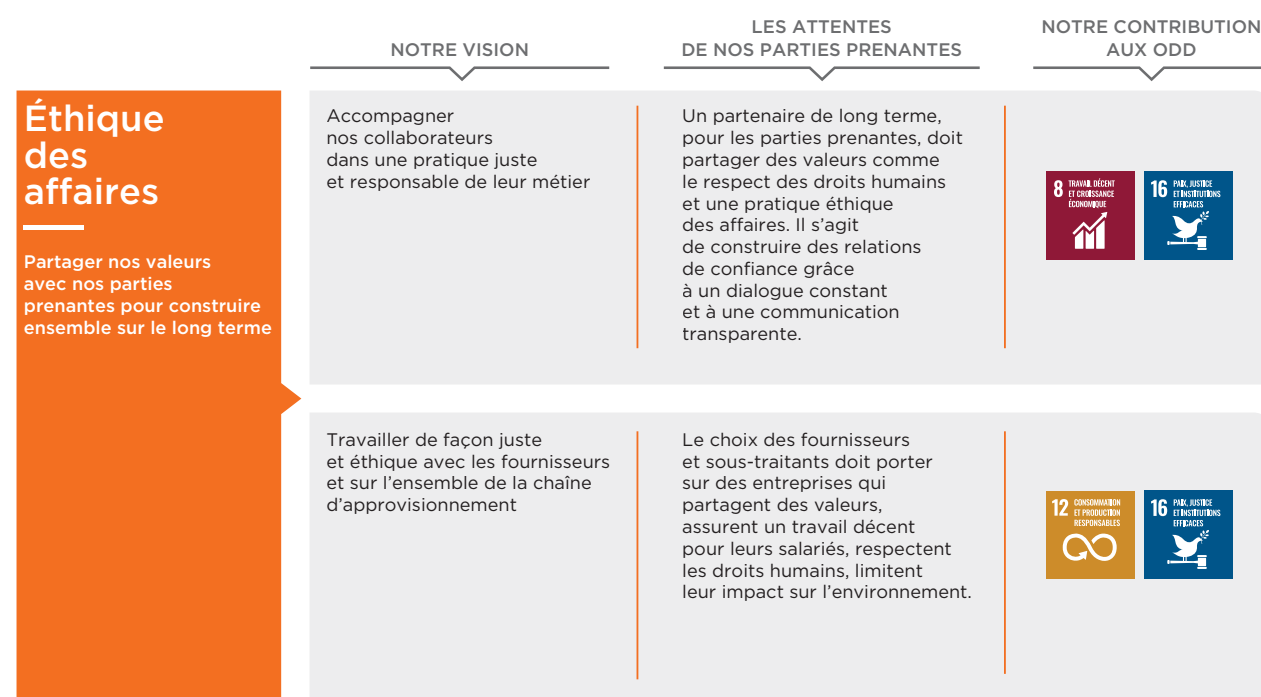 NOTRE VISION
LES ATTENTES
DE NOS PARTIES PRENANTES
NOTRE CONTRIBUTION
AUX ODD
Éthique
des
affaires
Partager nos valeurs
avec nos parties
prenantes pour construire
ensemble sur le long terme
Accompagner
nos collaborateurs
dans une pratique juste
et responsable de leur métier
Un partenaire de long terme,
pour les parties prenantes, doit
partager des valeurs comme
le respect des droits humains
et une pratique éthique
des affaires. Il s’agit
de construire des relations
de confiance grâce
à un dialogue constant
et à une communication
transparente.
8 TRAVAIL DÉCENT
ET CROISSANCE
ÉCONOMIQUE
16 PAIX, JUSTICE
ET INSTITUTIONS
EFFICACES
Travailler de façon juste
et éthique avec les fournisseurs
et sur l’ensemble de la chaîne
d’approvisionnement
Le choix des fournisseurs
et sous-traitants doit porter
sur des entreprises qui
partagent des valeurs,
assurent un travail décent
pour leurs salariés, respectent
les droits humains, limitent
leur impact sur l’environnement.
12 CONSOMMATION
ET PRODUCTION
RESPONSABLES
16 PAIX, JUSTICE
ET INSTITUTIONS
EFFICACES